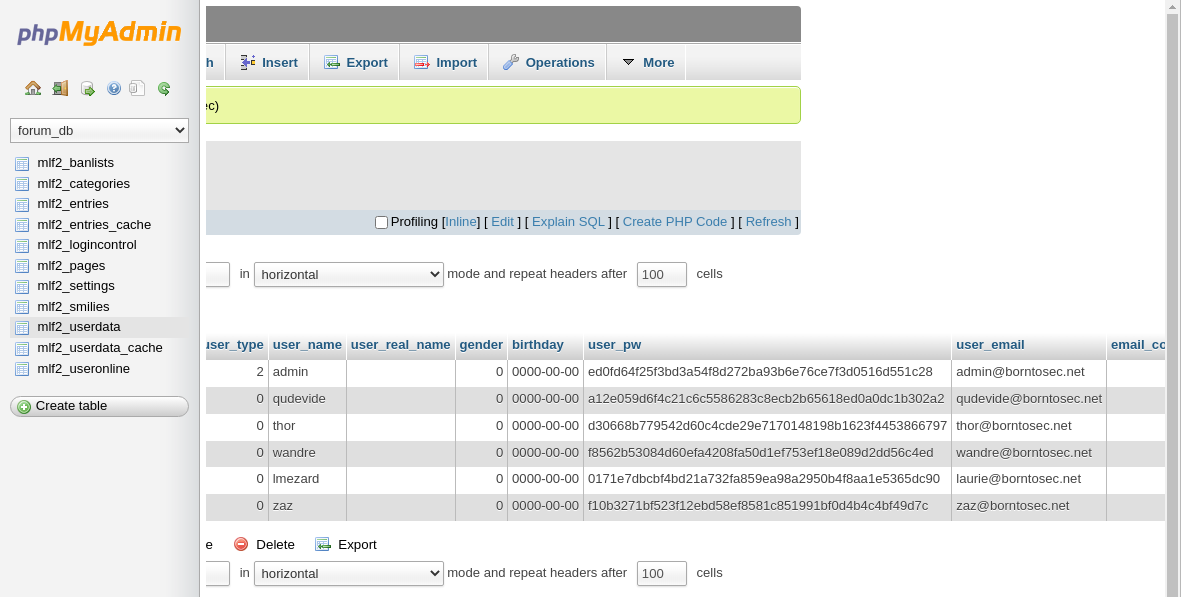 phpMyAdmin
forum_db
mlf2_banlists
mlf2_categories
mlf2_entries
mlf2_entries_cache
mlf2_logincontrol
mlf2_pages
mlf2_settings
mlf2_smilies
mlf2_userdata
mlf2_userdata_cache
mlf2_useronline
Create table
h Insert Export Import Operations More
ec)
Profiling [Inline] [ Edit ] [ Explain SQL ] [ Create PHP Code ] [ Refresh ]
in horizontal mode and repeat headers after 100 cells
user_type user_name user_real_name gender birthday user_pw user_email email_co
2 admin 0 0000-00-00 ed0fd64f25f3bd3a54f8d272ba93b6e76ce7f3d0516d551c28 admin@borntosec.net
0 qudevide 0 0000-00-00 a12e059d6f4c21c6c5586283c8ecb2b65618ed0a0dc1b302a2 qudevide@borntosec.net
0 thor 0 0000-00-00 d30668b779542d60c4cde29e7170148198b1623f4453866797 thor@borntosec.net
0 wandre 0 0000-00-00 f8562b53084d60efa4208fa50d1ef753ef18e089d2dd56c4ed wandre@borntosec.net
0 lmezard 0 0000-00-00 0171e7dbcbf4bd21a732fa859ea98a2950b4f8aa1e5365dc90 laurie@borntosec.net
0 zaz 0 0000-00-00 f10b3271bf523f12ebd58ef8581c851991bf0d4b4c4bf49d7c zaz@borntosec.net
e Delete Export
in horizontal mode and repeat headers after 100 cells